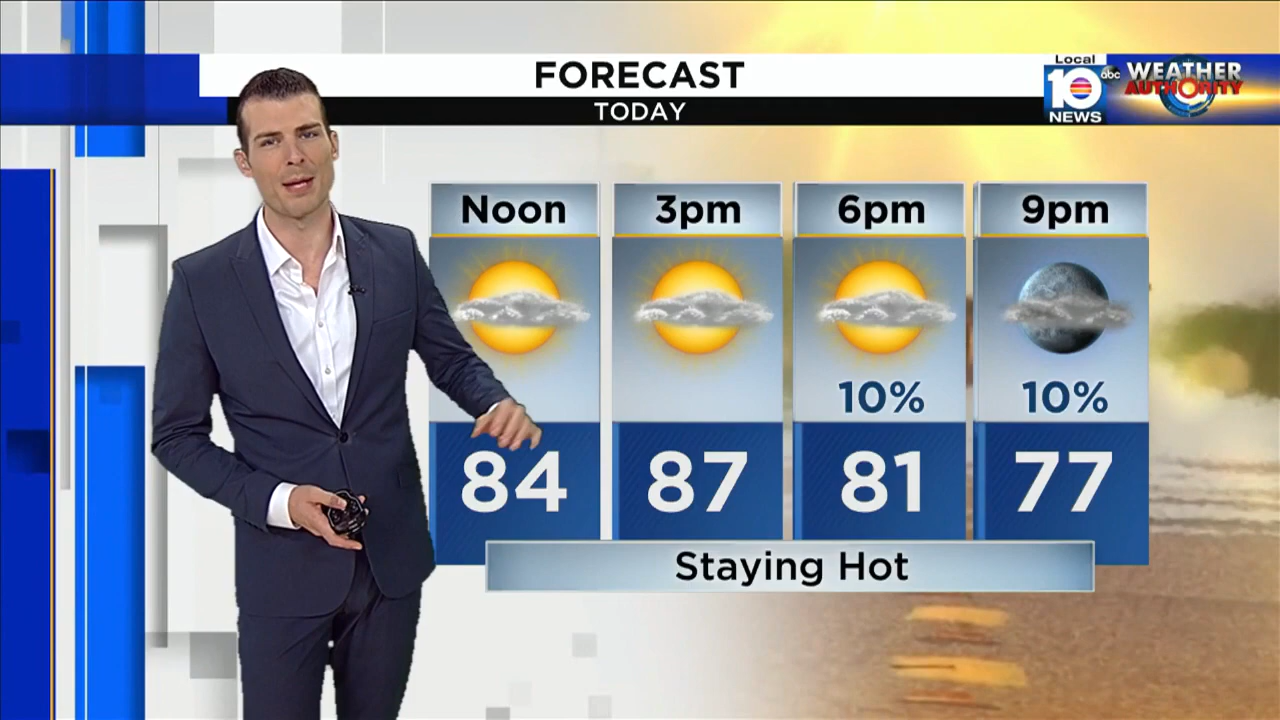 FORECAST
TODAY
Local
10
abc
NEWS
WEATHER
AUTHORITY
Noon
3pm
6pm
9pm
10%
10%
84
87
81
77
Staying Hot